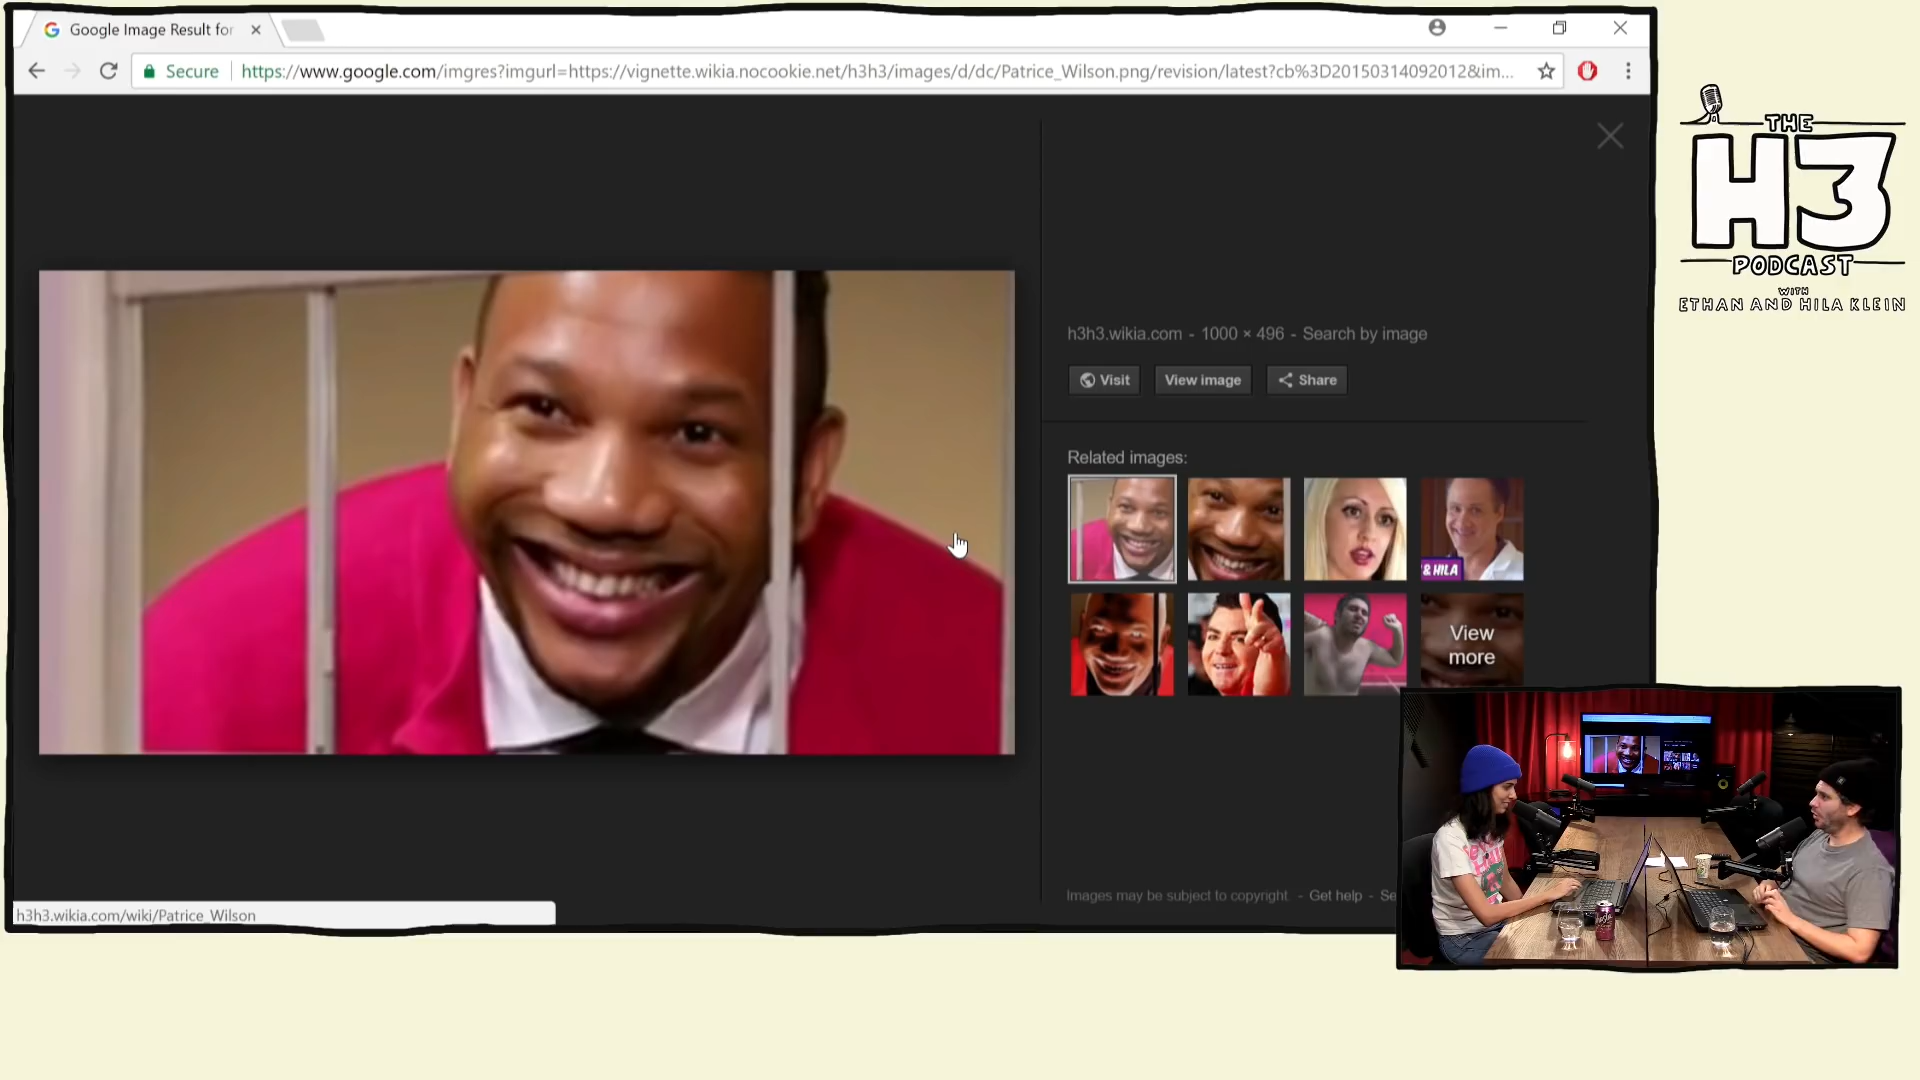 Google Image Result for
Secure
https://www.google.com/imgres?imgurl=https://vignette.wikia.nocookie.net/h3h3/images/d/dc/Patrice_Wilson.png/revision/latest?cb%3D20150314092012&im...
THE
H3
PODCAST
WITH
ETHAN AND HILA KLEIN
h3h3.wikia.com - 1000 × 496 - Search by image
Visit
View image
Share
Related images:
& HILA
View
more
Images may be subject to copyright. - Get help - Se
h3h3.wikia.com/wiki/Patrice_Wilson